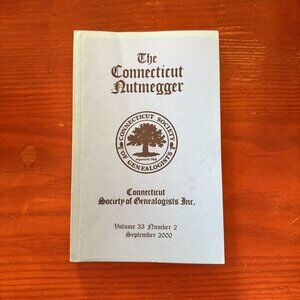 The
Connecticut
Nutmegger
CONNECTICUT SOCIETY
OF GENEALOGISTS
Connecticut
Society of Genealogists Inc.
Volume 33 Number 2
September 2000